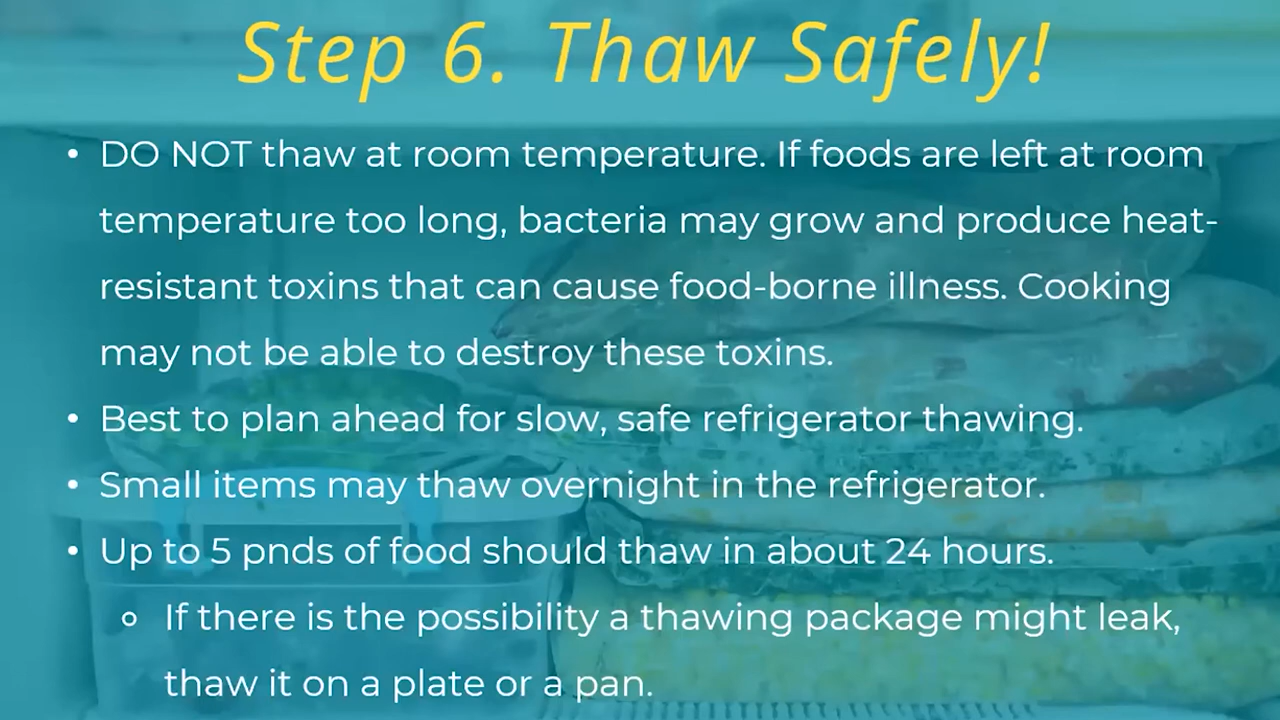 Step 6. Thaw Safely!
• DO NOT thaw at room temperature. If foods are left at room
temperature too long, bacteria may grow and produce heat-
resistant toxins that can cause food-borne illness. Cooking
may not be able to destroy these toxins.
• Best to plan ahead for slow, safe refrigerator thawing.
• Small items may thaw overnight in the refrigerator.
• Up to 5 pnds of food should thaw in about 24 hours.
◦ If there is the possibility a thawing package might leak,
thaw it on a plate or a pan.